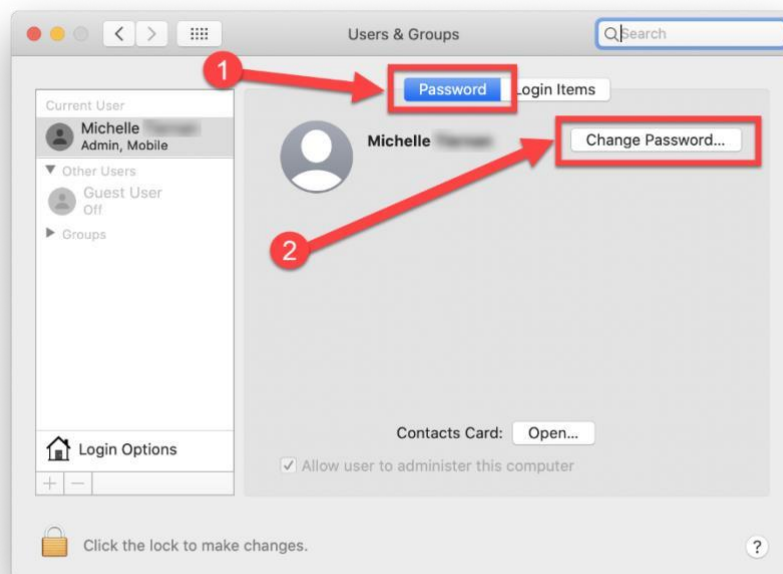 Users & Groups
Search
1
Password
Login Items
Current User
Michelle
Admin, Mobile
Michelle
Change Password...
Other Users
Guest User
Off
Groups
2
Contacts Card:
Open...
Login Options
Allow user to administer this computer
+ −
Click the lock to make changes.
?